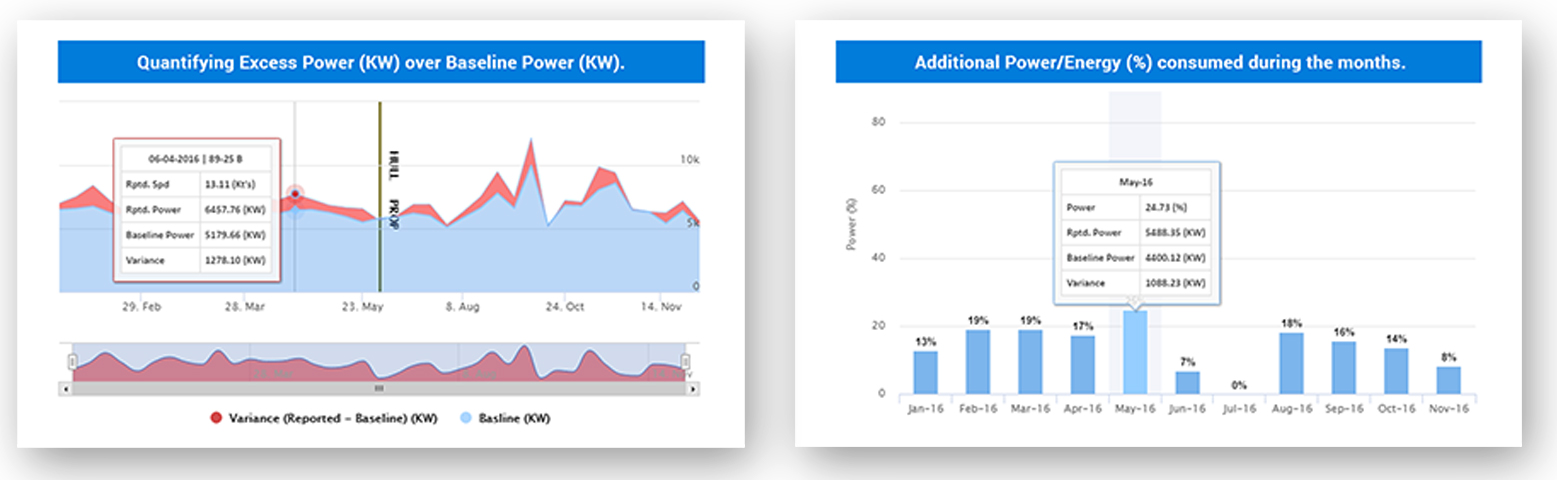 Quantifying Excess Power (KW) over Baseline Power (KW).
06-04-2016 | 89-25 B
Rptd. Spd 13.11 (Kt's)
Rptd. Power 6457.76 (KW)
Baseline Power 5179.66 (KW)
Variance 1278.10 (KW)
HULL PROP
10k
5k
0
29. Feb 28. Mar 23. May 8. Aug 24. Oct 14. Nov
Variance (Reported – Baseline) (KW) Basline (KW)
Additional Power/Energy (%) consumed during the months.
Power (%)
80
60
40
20
0
May-16
Power 24.73 (%)
Rptd. Power 5488.35 (KW)
Baseline Power 4400.12 (KW)
Variance 1088.23 (KW)
13% 19% 19% 17% 7% 0% 18% 16% 14% 8%
Jan-16 Feb-16 Mar-16 Apr-16 May-16 Jun-16 Jul-16 Aug-16 Sep-16 Oct-16 Nov-16